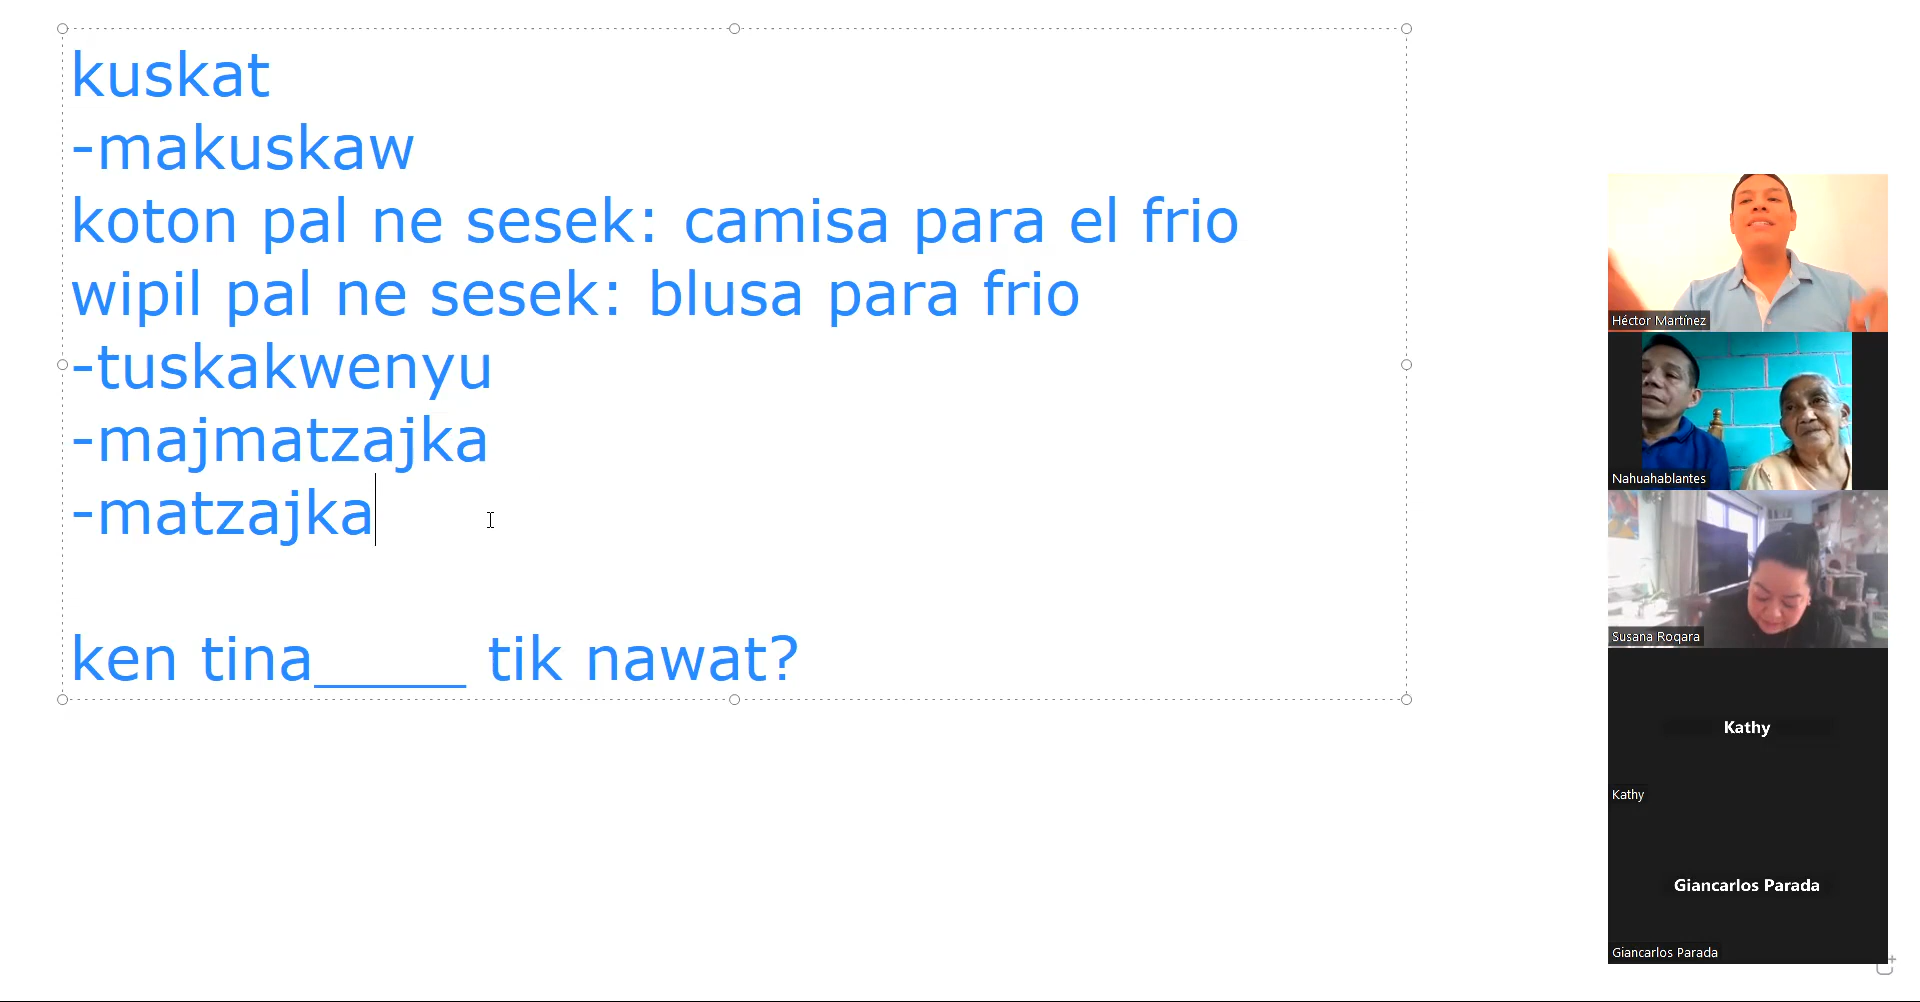 kuskat
-makuskaw
koton pal ne sesek: camisa para el frio
wipil pal ne sesek: blusa para frio
-tuskakwenyu
-majmatzajka
-matzajka
ken tina_____ tik nawat?
Héctor Martínez
Nahuahablantes
Susana Roqara
Kathy
Kathy
Giancarlos Parada
Giancarlos Parada